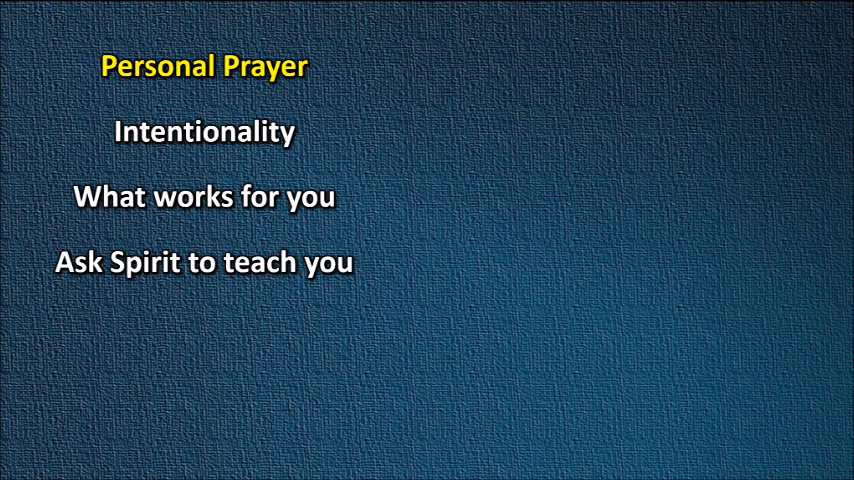 Personal Prayer
Intentionality
What works for you
Ask Spirit to teach you